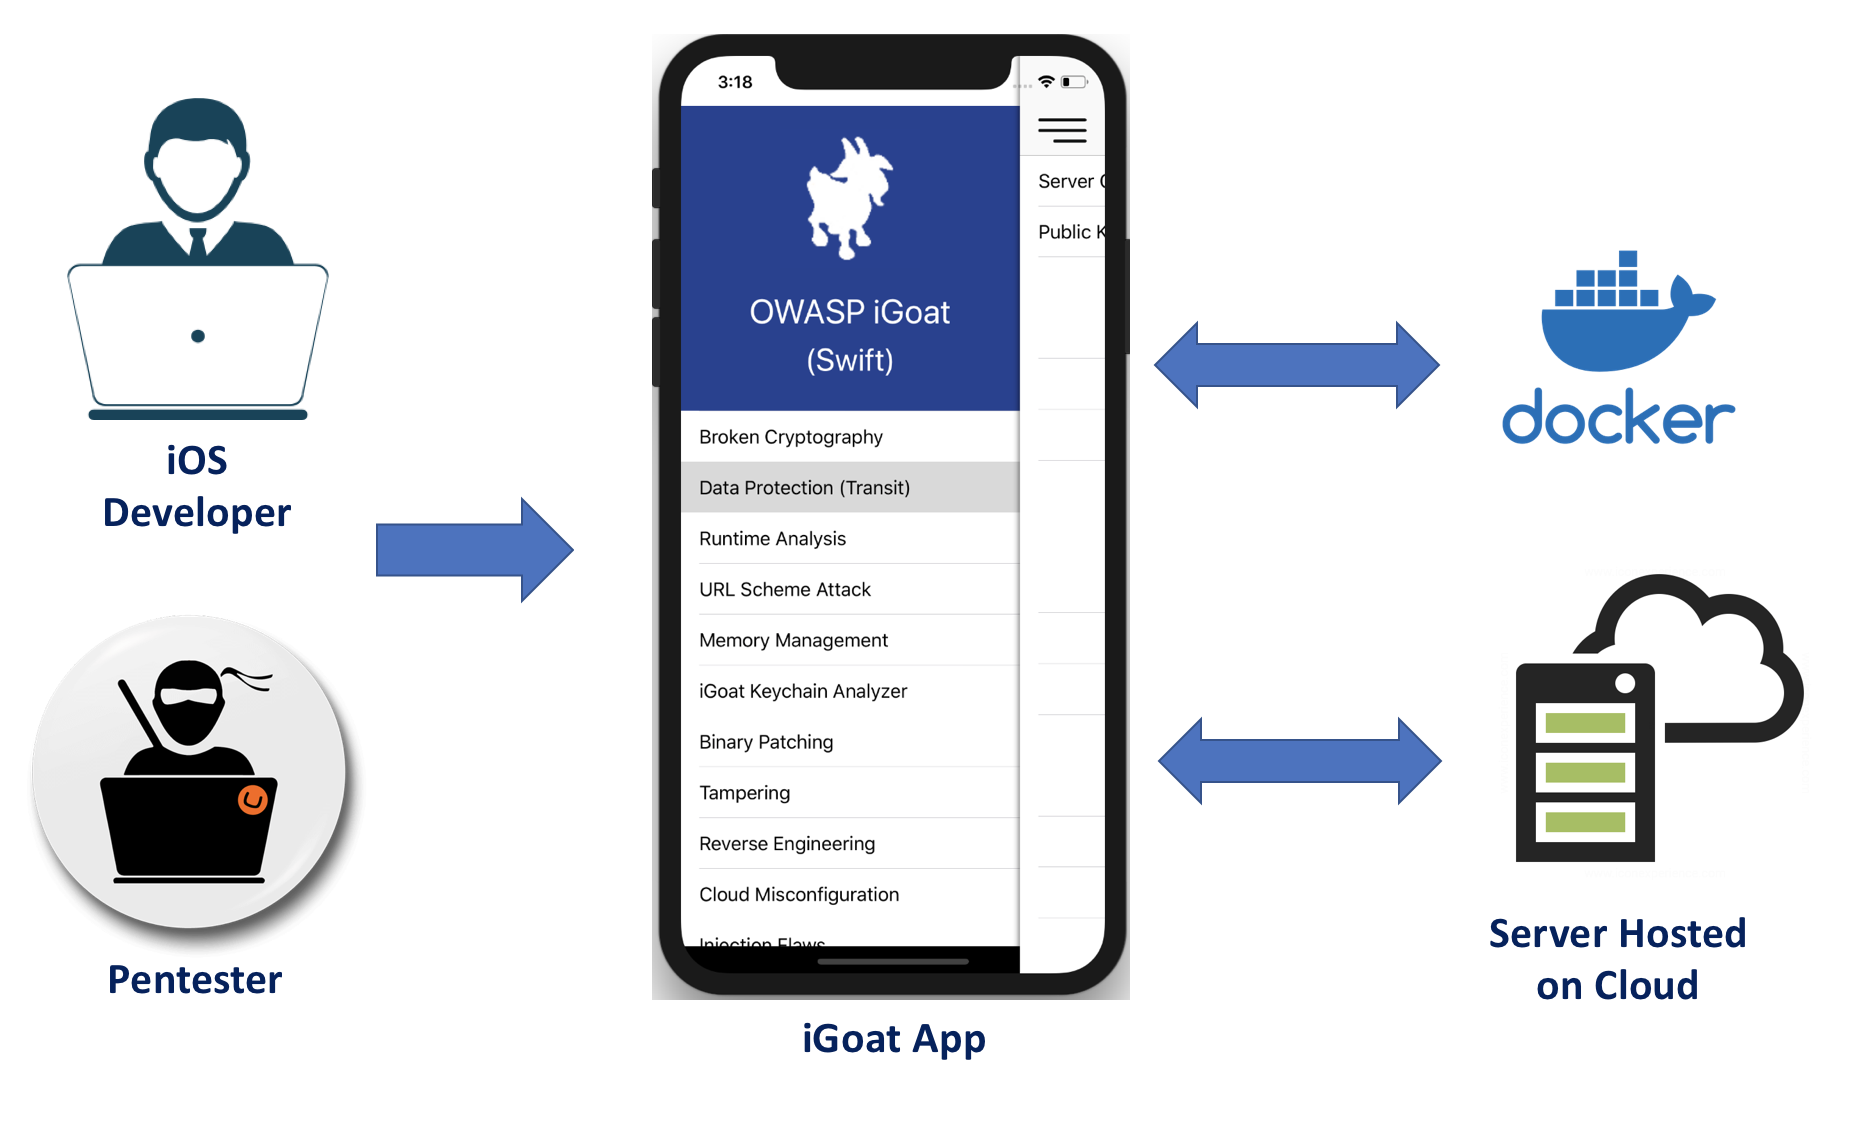 iOS
Developer
Pentester
3:18
OWASP iGoat
(Swift)
Broken Cryptography
Data Protection (Transit)
Runtime Analysis
URL Scheme Attack
Memory Management
iGoat Keychain Analyzer
Binary Patching
Tampering
Reverse Engineering
Cloud Misconfiguration
Injection Flaws
Server
Public K
iGoat App
docker
Server Hosted
on Cloud